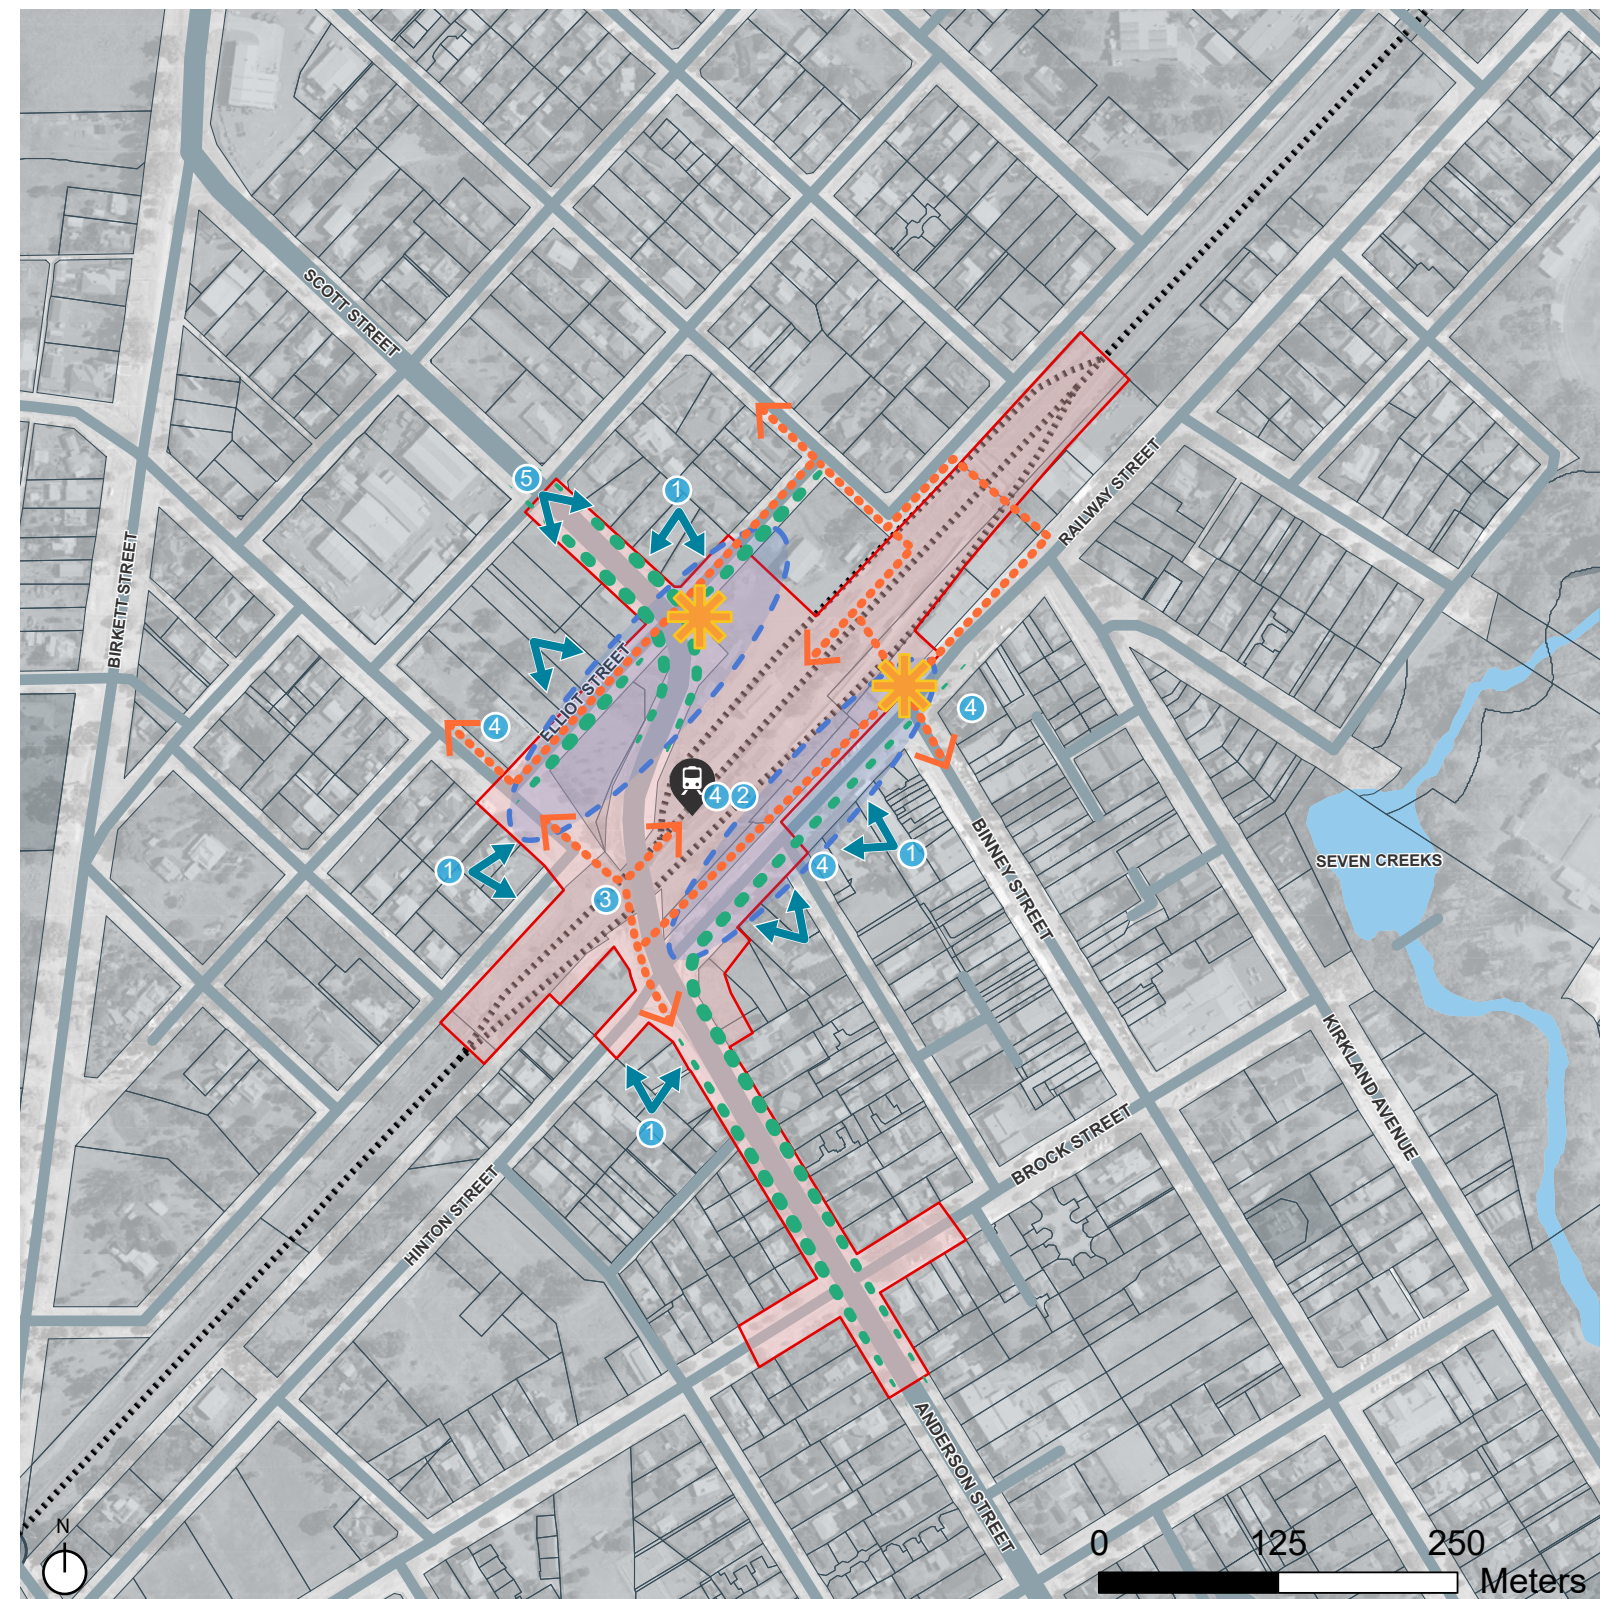 SCOTT STREET
RAILWAY STREET
5
1
BIRKETT STREET
ELLIOT STREET
4
4
4
2
1
1
4
3
BINNEY STREET
SEVEN CREEKS
KIRKLAND AVENUE
1
BROCK STREET
HINTON STREET
ANDERSON STREET
N
0 125 250
Meters